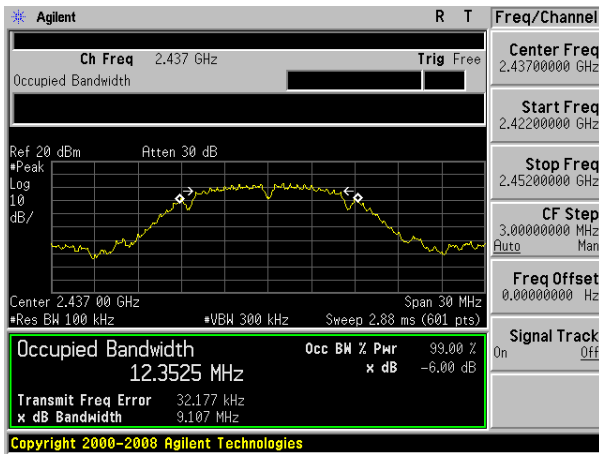 Agilent R T Freq/Channel
Ch Freq 2.437 GHz Trig Free
Occupied Bandwidth
Center Freq
2.43700000 GHz
Start Freq
2.42200000 GHz
Stop Freq
2.45200000 GHz
CF Step
3.00000000 MHz
Auto Man
Freq Offset
0.00000000 Hz
Signal Track
On Off
Ref 20 dBm Atten 30 dB
#Peak
Log
10
dB/
Center 2.437 00 GHz Span 30 MHz
#Res BW 100 kHz #VBW 300 kHz Sweep 2.88 ms (601 pts)
Occupied Bandwidth Occ BW % Pwr 99.00 %
12.3525 MHz x dB -6.00 dB
Transmit Freq Error 32.177 kHz
x dB Bandwidth 9.107 MHz
Copyright 2000-2008 Agilent Technologies